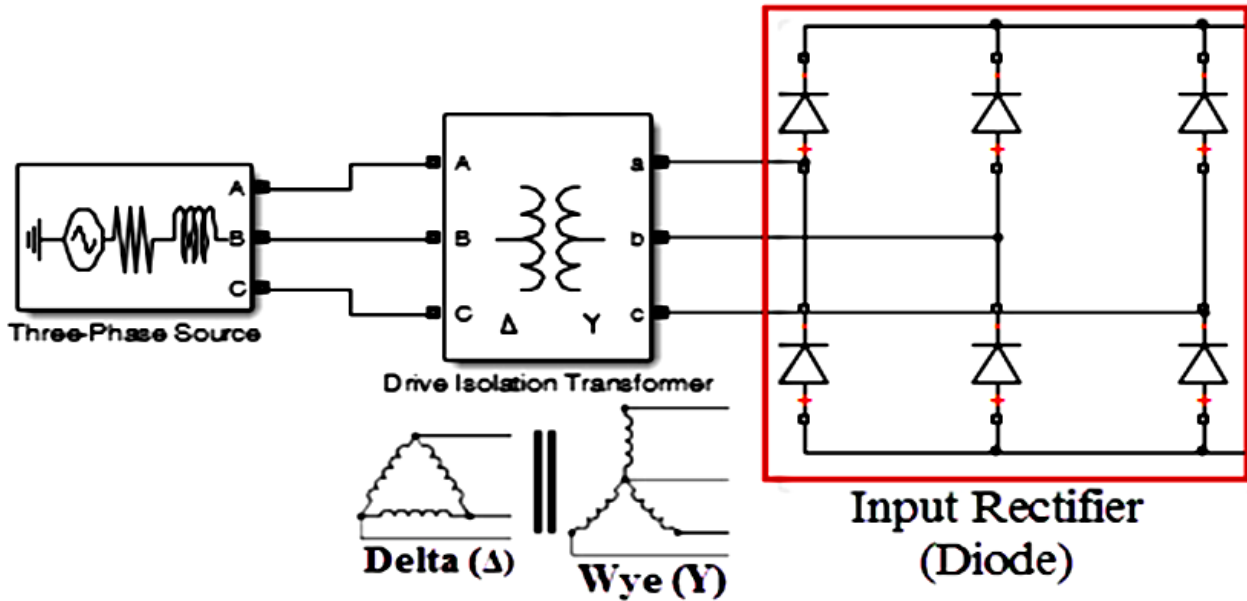 A
B
C
Three-Phase Source
A
B
C
Δ
Y
a
b
c
Drive Isolation Transformer
Delta (Δ)
Wye (Y)
Input Rectifier
(Diode)